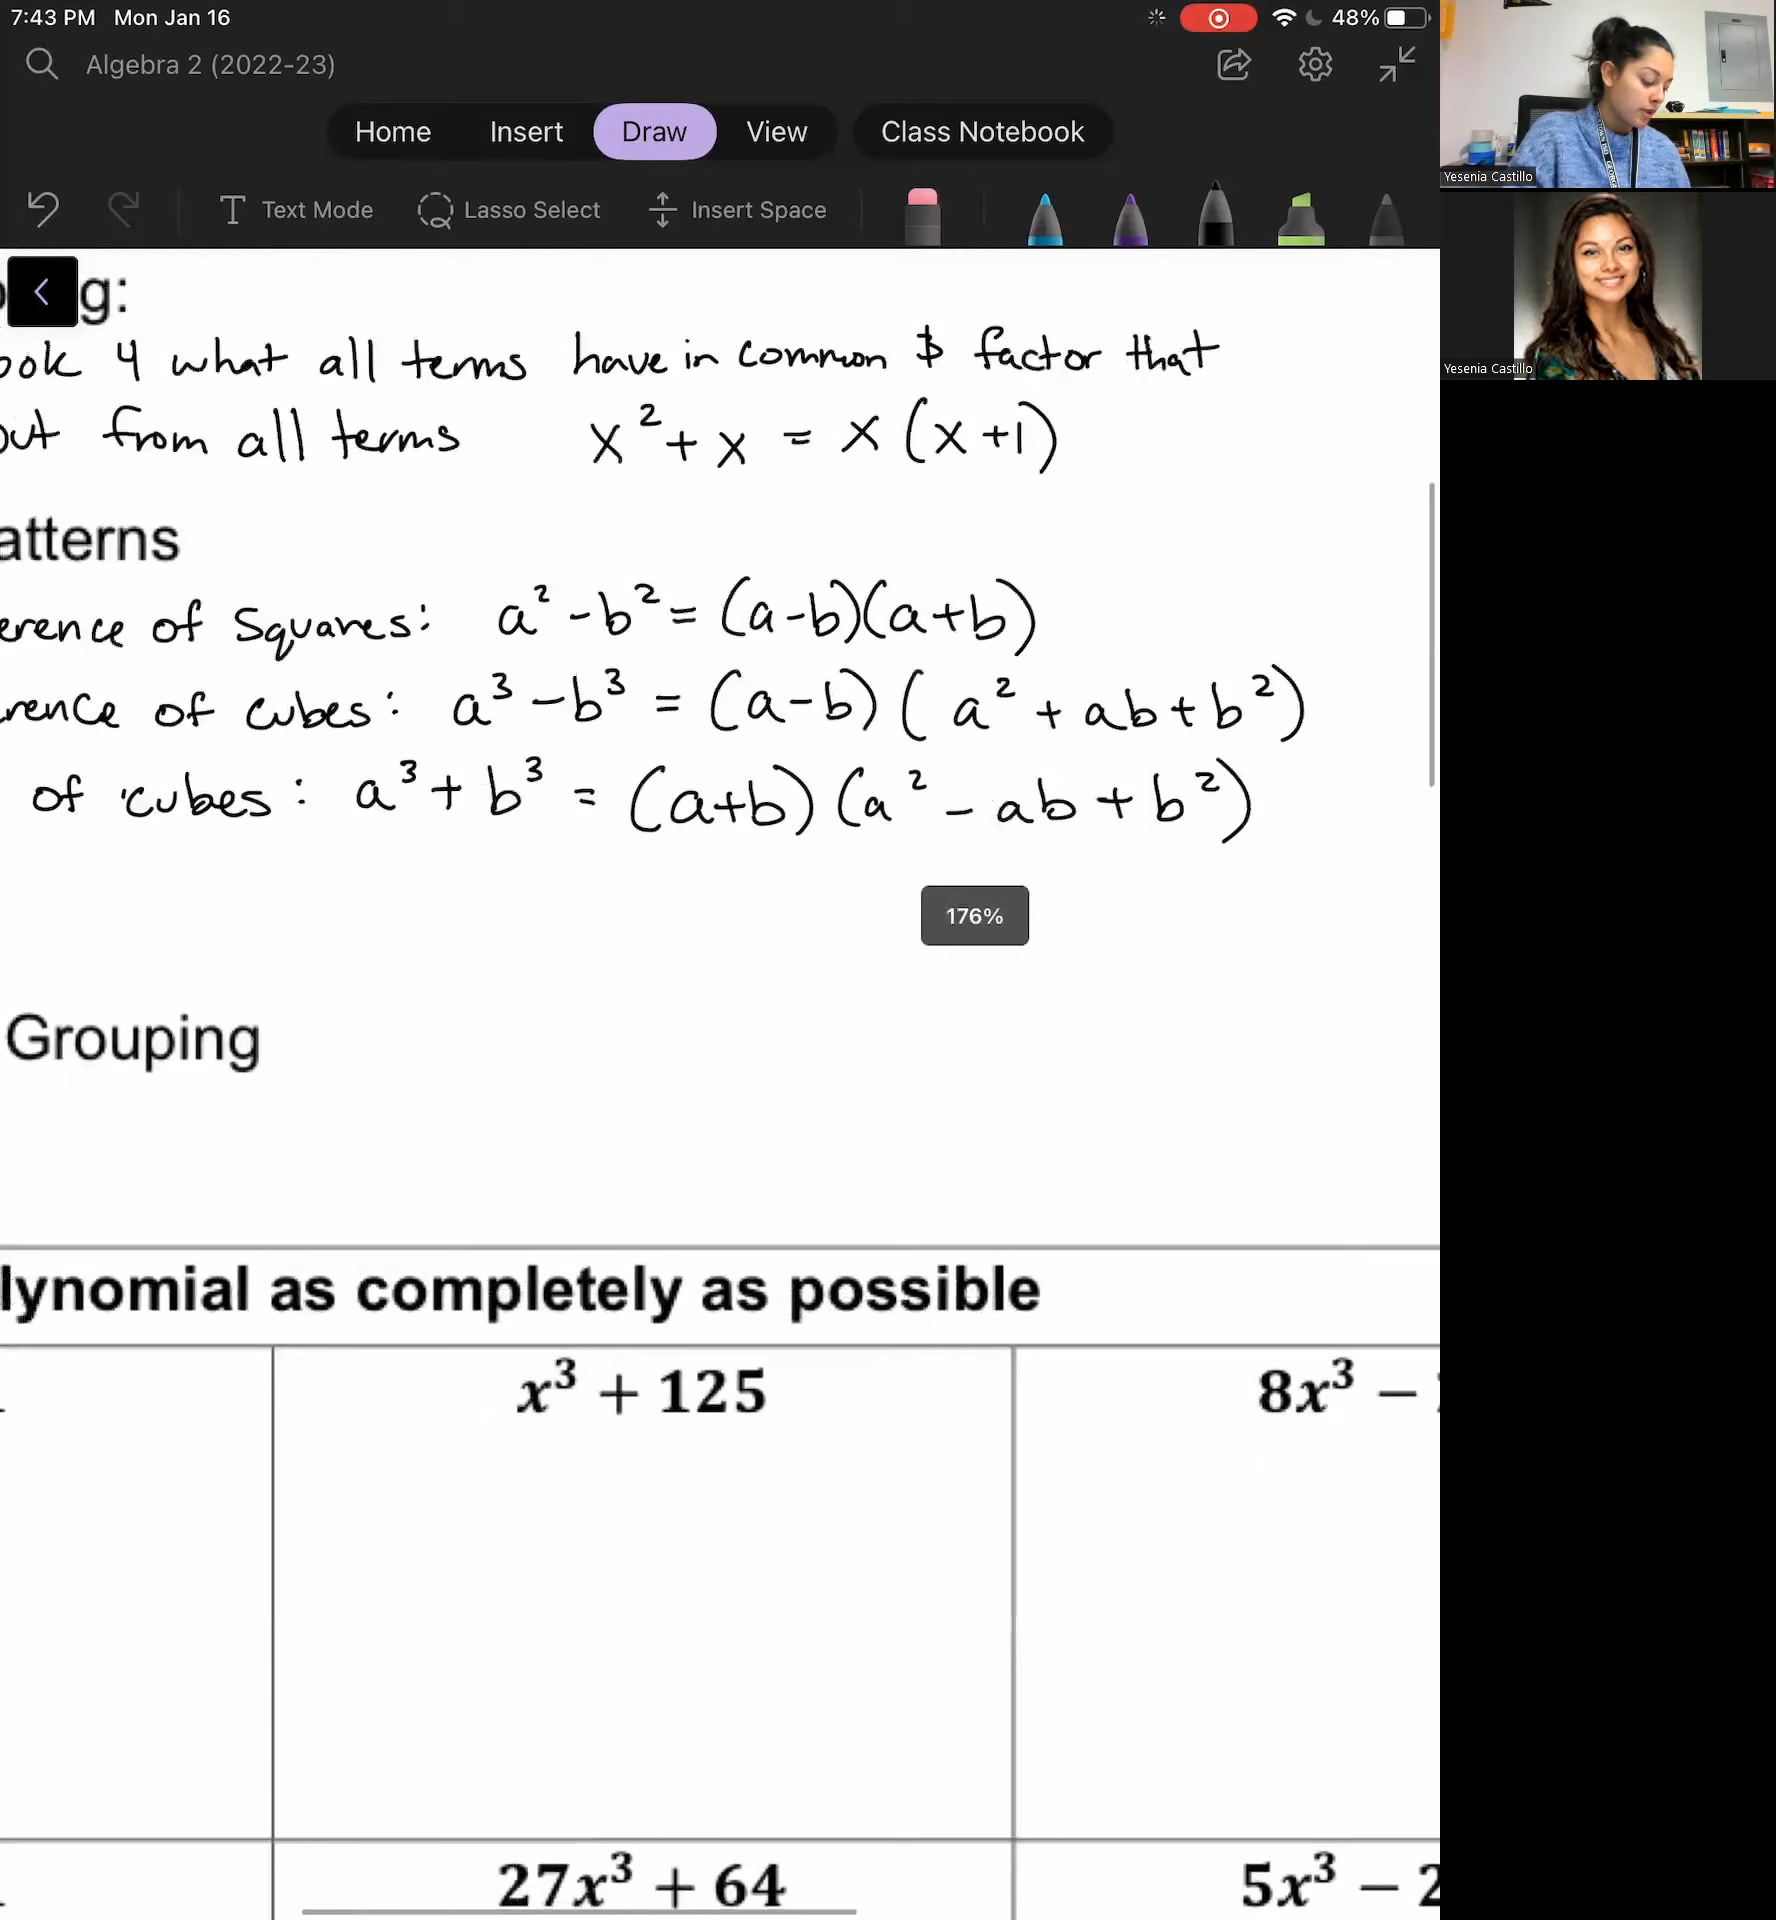 7:43 PM Mon Jan 16
48%
Algebra 2 (2022-23)
Home Insert Draw View Class Notebook
Text Mode Lasso Select Insert Space
Yesenia Castillo
Yesenia Castillo
g:
ook 4 what all terms have in common & factor that
out from all terms x² + x = x (x+1)
atterns
erence of Squares: a² - b² = (a-b)(a+b)
rence of cubes: a³ - b³ = (a-b) (a² + ab + b²)
of cubes: a³ + b³ = (a+b) (a² - ab + b²)
176%
Grouping
lynomial as completely as possible
x³ + 125
8x³ −
27x³ + 64
5x³ − 2